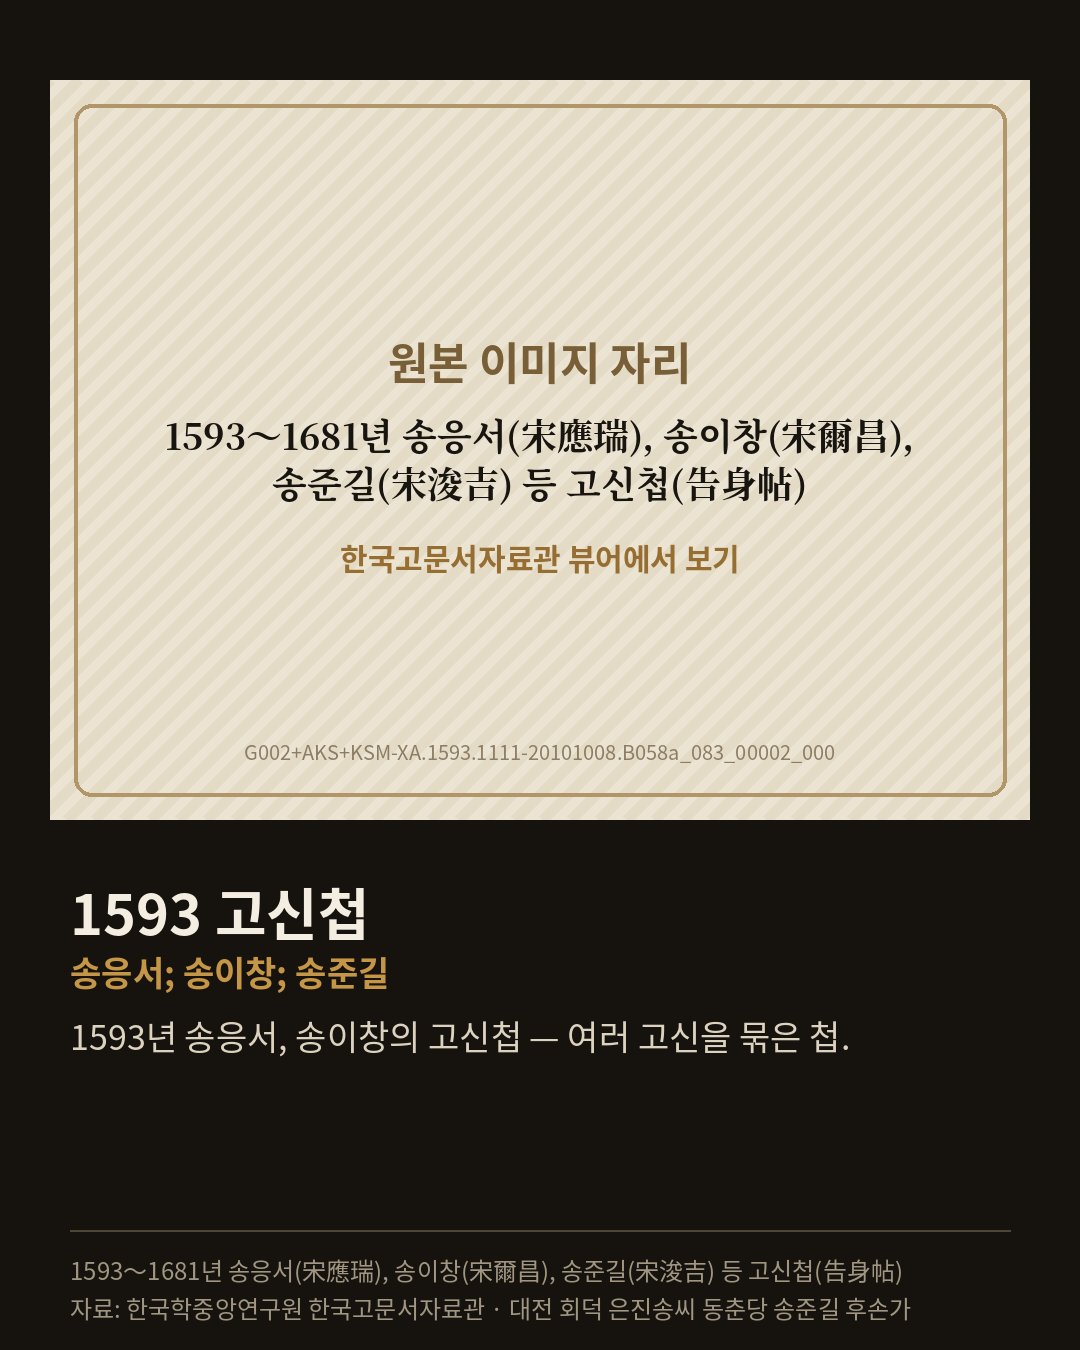 원본 이미지 자리
1593～1681년 송응서(宋應瑞), 송이창(宋爾昌),
송준길(宋浚吉) 등 고신첩(告身帖)
한국고문서자료관 뷰어에서 보기
G002+AKS+KSM-XA.1593.1111-20101008.B058a_083_00002_000
1593 고신첩
송응서; 송이창; 송준길
1593년 송응서, 송이창의 고신첩 — 여러 고신을 묶은 첩.
1593～1681년 송응서(宋應瑞), 송이창(宋爾昌), 송준길(宋浚吉) 등 고신첩(告身帖)
자료: 한국학중앙연구원 한국고문서자료관 · 대전 회덕 은진송씨 동춘당 송준길 후손가